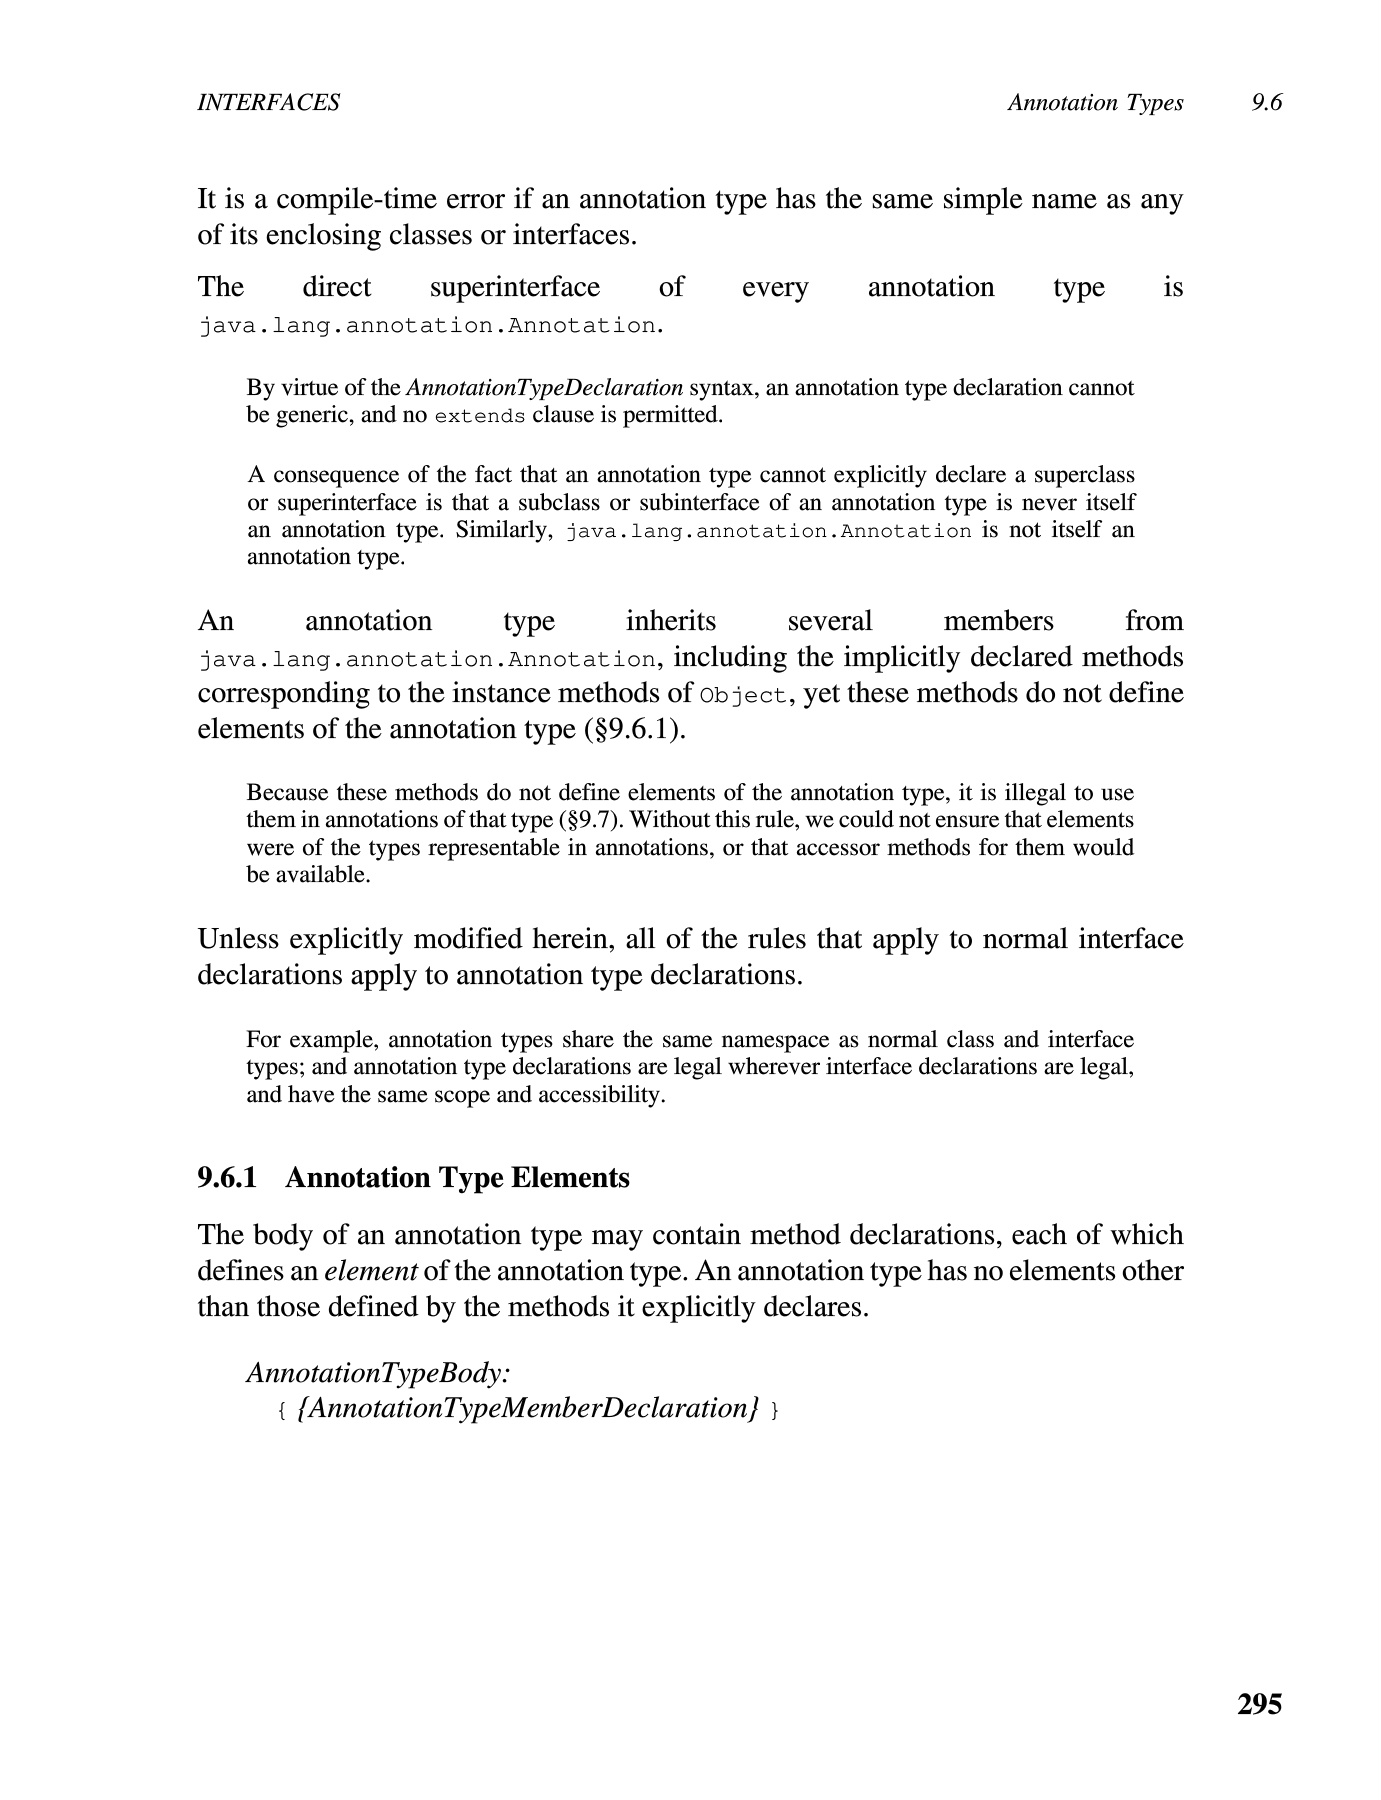 INTERFACES Annotation Types 9.6
It is a compile-time error if an annotation type has the same simple name as any
of its enclosing classes or interfaces.
The direct superinterface of every annotation type is
java.lang.annotation.Annotation.
By virtue of the AnnotationTypeDeclaration syntax, an annotation type declaration cannot
be generic, and no extends clause is permitted.
A consequence of the fact that an annotation type cannot explicitly declare a superclass
or superinterface is that a subclass or subinterface of an annotation type is never itself
an annotation type. Similarly, java.lang.annotation.Annotation is not itself an
annotation type.
An annotation type inherits several members from
java.lang.annotation.Annotation, including the implicitly declared methods
corresponding to the instance methods of Object, yet these methods do not define
elements of the annotation type (§9.6.1).
Because these methods do not define elements of the annotation type, it is illegal to use
them in annotations of that type (§9.7). Without this rule, we could not ensure that elements
were of the types representable in annotations, or that accessor methods for them would
be available.
Unless explicitly modified herein, all of the rules that apply to normal interface
declarations apply to annotation type declarations.
For example, annotation types share the same namespace as normal class and interface
types; and annotation type declarations are legal wherever interface declarations are legal,
and have the same scope and accessibility.
9.6.1 Annotation Type Elements
The body of an annotation type may contain method declarations, each of which
defines an element of the annotation type. An annotation type has no elements other
than those defined by the methods it explicitly declares.
AnnotationTypeBody:
{ {AnnotationTypeMemberDeclaration} }
295